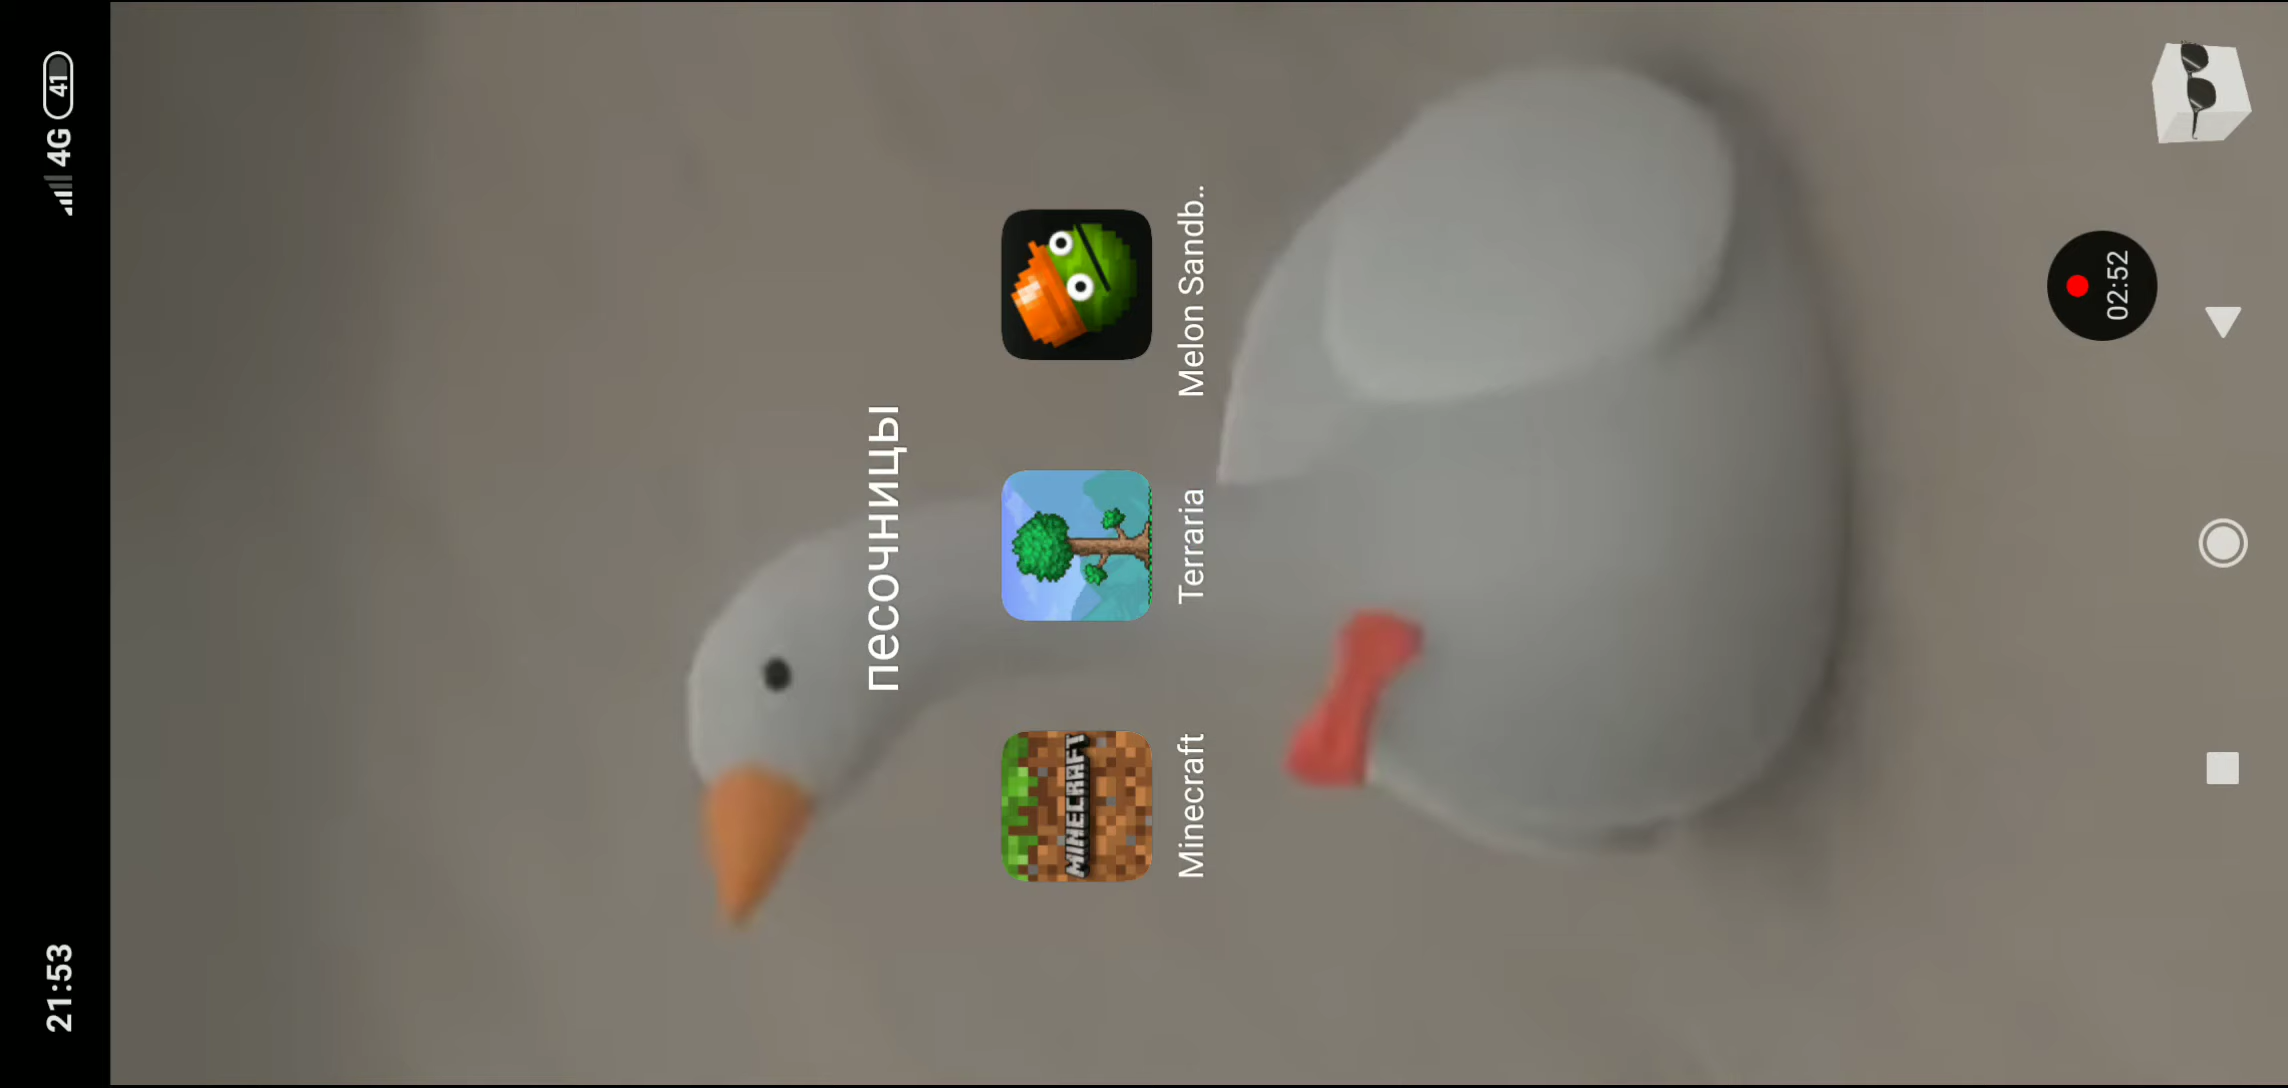 21:53
4G 41
песочницы
MINECRAFT
Minecraft
Terraria
Melon Sandb..
02:52